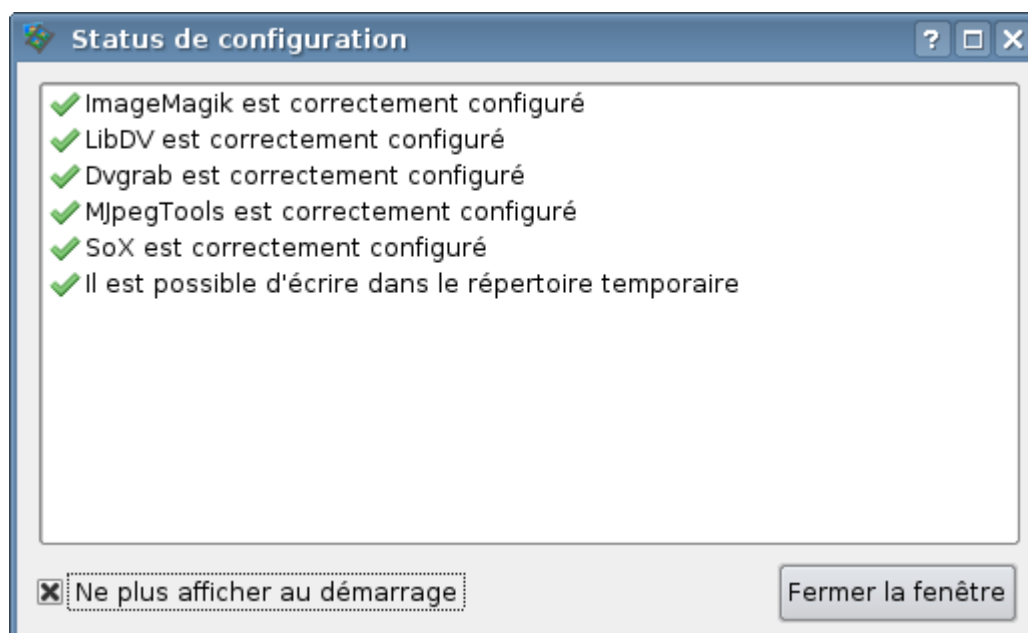 Status de configuration
ImageMagik est correctement configuré
LibDV est correctement configuré
Dvgrab est correctement configuré
MJpegTools est correctement configuré
SoX est correctement configuré
Il est possible d'écrire dans le répertoire temporaire
Ne plus afficher au démarrage
Fermer la fenêtre